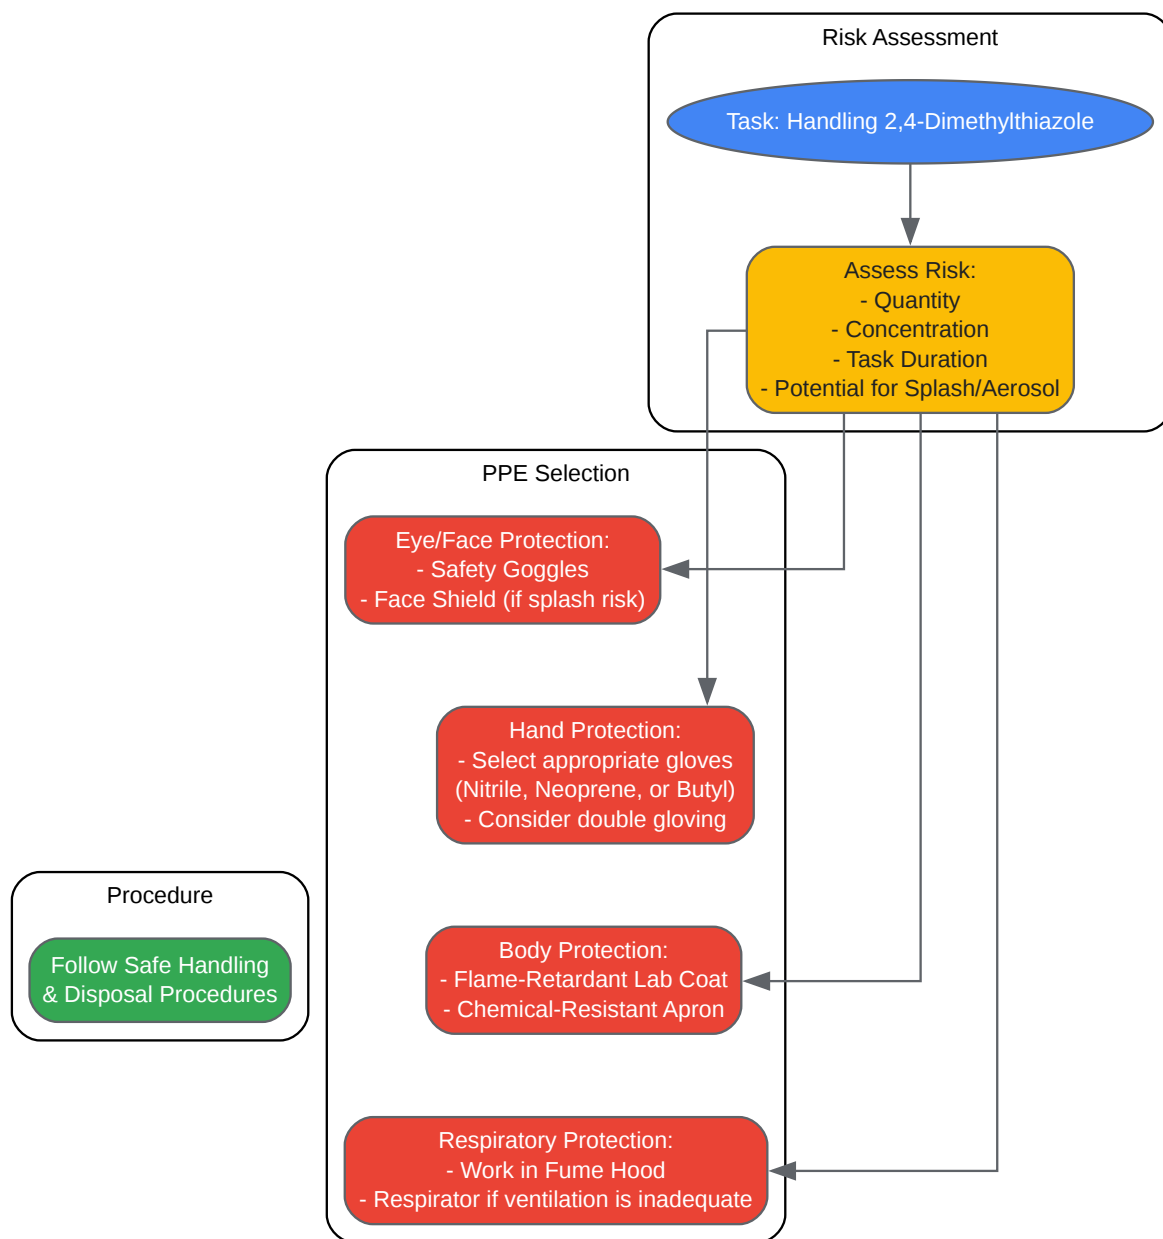 Risk Assessment
Task: Handling 2,4-Dimethylthiazole
Assess Risk:
- Quantity
- Concentration
- Task Duration
- Potential for Splash/Aerosol
PPE Selection
Eye/Face Protection:
- Safety Goggles
- Face Shield (if splash risk)
Hand Protection:
- Select appropriate gloves
(Nitrile, Neoprene, or Butyl)
- Consider double gloving
Procedure
Follow Safe Handling
& Disposal Procedures
Body Protection:
- Flame-Retardant Lab Coat
- Chemical-Resistant Apron
Respiratory Protection:
- Work in Fume Hood
- Respirator if ventilation is inadequate